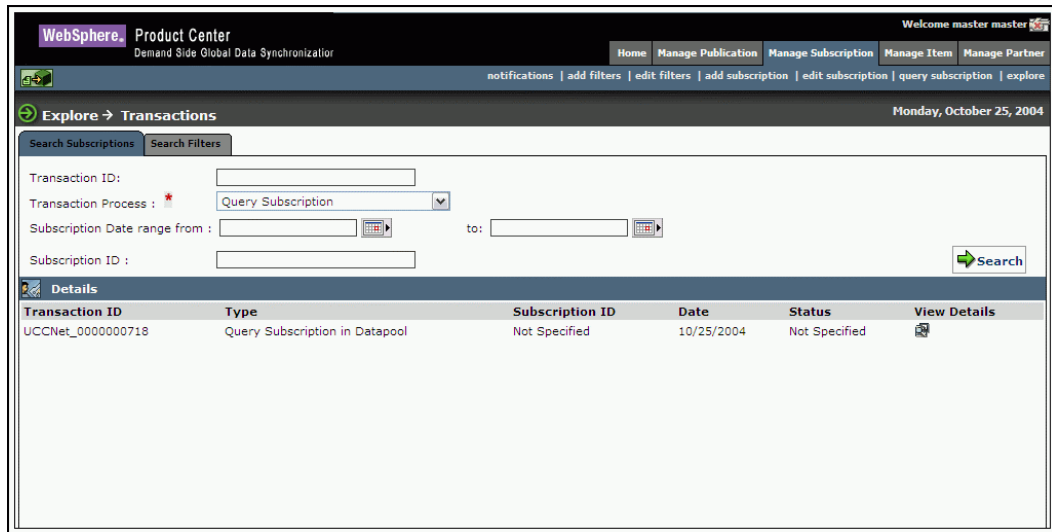 WebSphere. Product Center
Demand Side Global Data Synchronization
Welcome master master
Home Manage Publication Manage Subscription Manage Item Manage Partner
notifications | add filters | edit filters | add subscription | edit subscription | query subscription | explore
Explore → Transactions
Monday, October 25, 2004
Search Subscriptions Search Filters
Transaction ID:
Transaction Process : * Query Subscription
Subscription Date range from : to:
Subscription ID :
Search
Details
Transaction ID Type Subscription ID Date Status View Details
UCCNet_0000000718 Query Subscription in Datapool Not Specified 10/25/2004 Not Specified